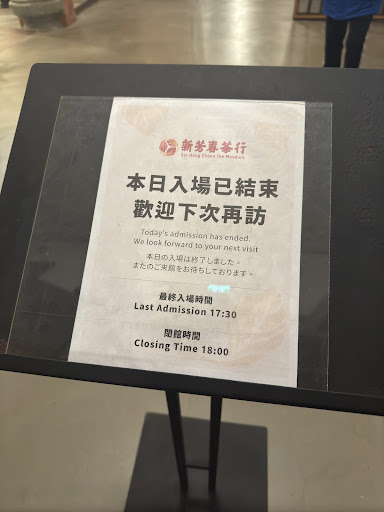 新芳春茶行
Sin Hong Choon Tea Museum
本日入場已結束
歡迎下次再訪
Today's admission has ended.
We look forward to your next visit
本日の入場は終了しました。
またのご来館をお待ちしております。
最終入場時間
Last Admission 17:30
閉館時間
Closing Time 18:00